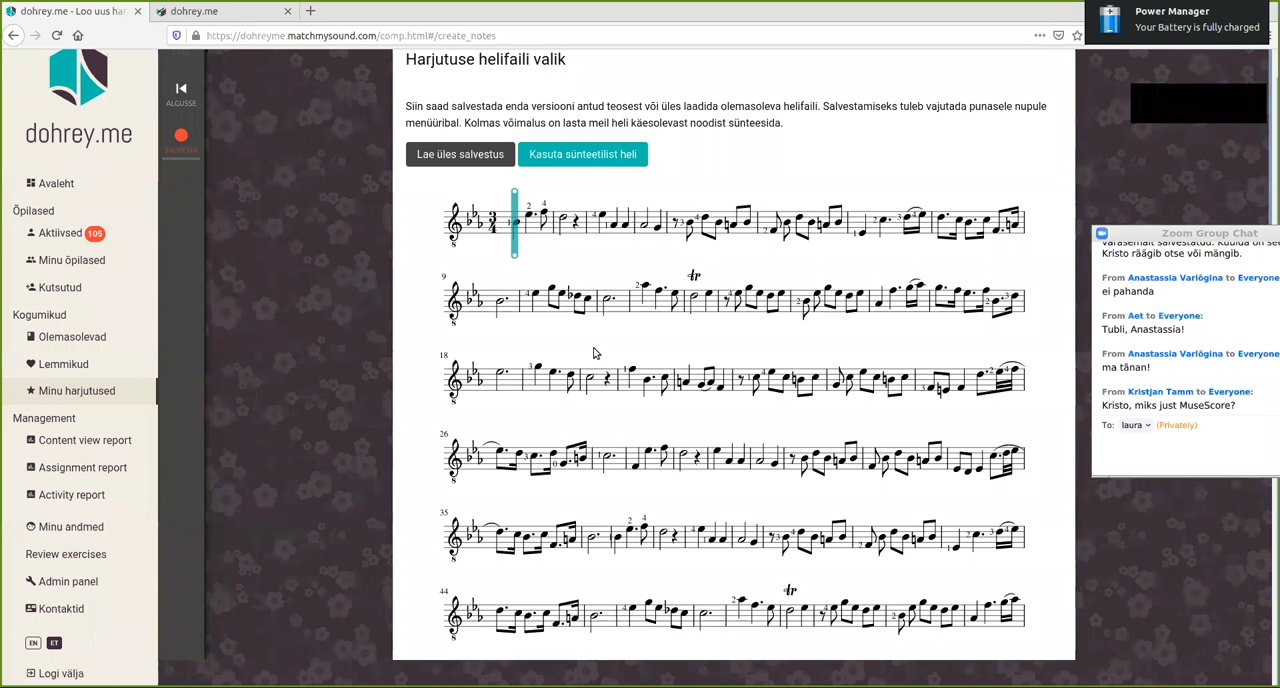 dohrey.me - Loo uus har
dohrey.me
https://dohreyme.matchmysound.com/comp.html#/create_notes
Power Manager
Your Battery is fully charged
dohrey.me
Avaleht
Õpilased
Aktiivsed 105
Minu õpilased
Kutsutud
Kogumikud
Olemasolevad
Lemmikud
Minu harjutused
Management
Content view report
Assignment report
Activity report
Minu andmed
Review exercises
Admin panel
Kontaktid
EN ET
Logi välja
ALGUSSE
SALVESTA
Harjutuse helifaili valik
Siin saad salvestada enda versiooni antud teosest või üles laadida olemasoleva helifaili. Salvestamiseks tuleb vajutada punasele nupule
menüüribal. Kolmas võimalus on lasta meil heli käesolevast noodist sünteesida.
Lae üles salvestus
Kasuta sünteetilist heli
9
tr
18
26
35
44
tr
Zoom Group Chat
varasemalt salvestatud. Kuulda on se
Kristo räägib otse või mängib.
From Anastassia Varlõgina to Everyone
ei pahanda
From Aet to Everyone:
Tubli, Anastassia!
From Anastassia Varlõgina to Everyone
ma tänan!
From Kristjan Tamm to Everyone:
Kristo, miks just MuseScore?
To: laura (Privately)